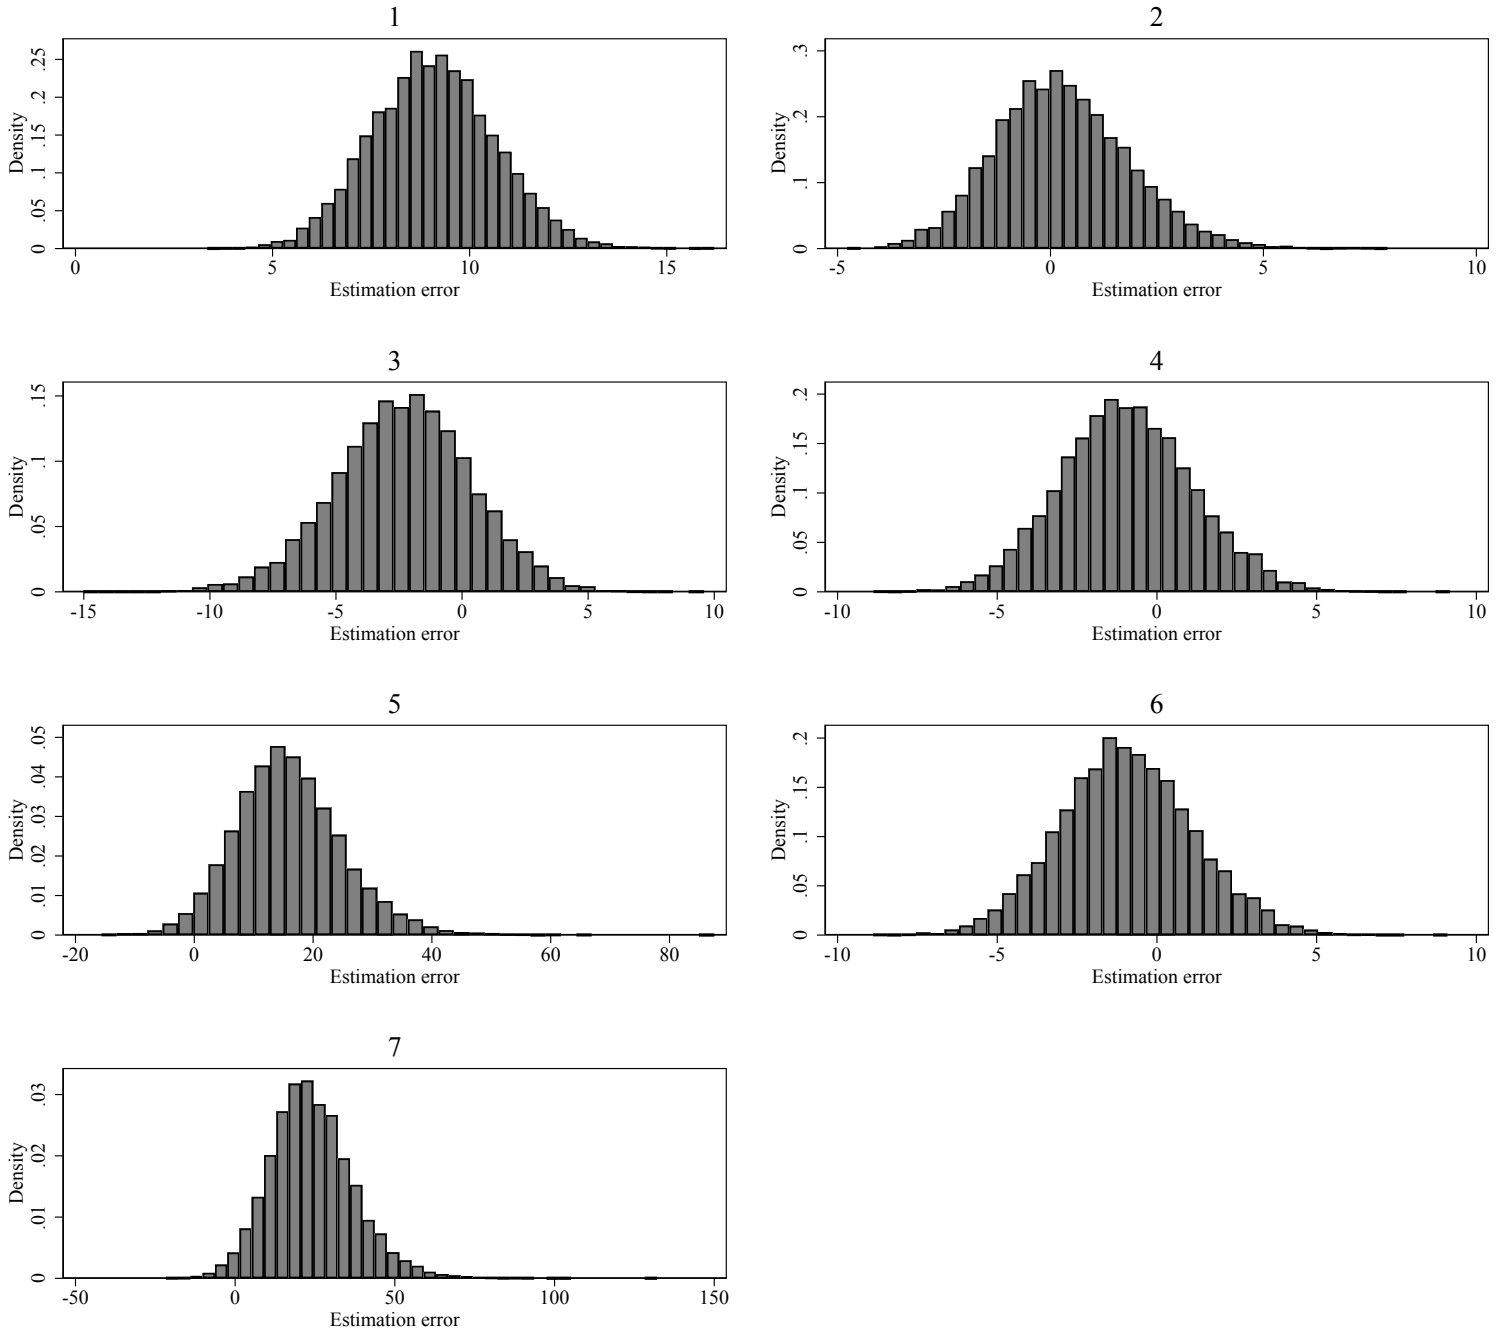 1
Density
0 .05 .1 .15 .2 .25
0 5 10 15
Estimation error
2
Density
0 .1 .2 .3
-5 0 5 10
Estimation error
3
Density
0 .05 .1 .15
-15 -10 -5 0 5 10
Estimation error
4
Density
0 .05 .1 .15 .2
-10 -5 0 5 10
Estimation error
5
Density
0 .01 .02 .03 .04 .05
-20 0 20 40 60 80
Estimation error
6
Density
0 .05 .1 .15 .2
-10 -5 0 5 10
Estimation error
7
Density
0 .01 .02 .03
-50 0 50 100 150
Estimation error